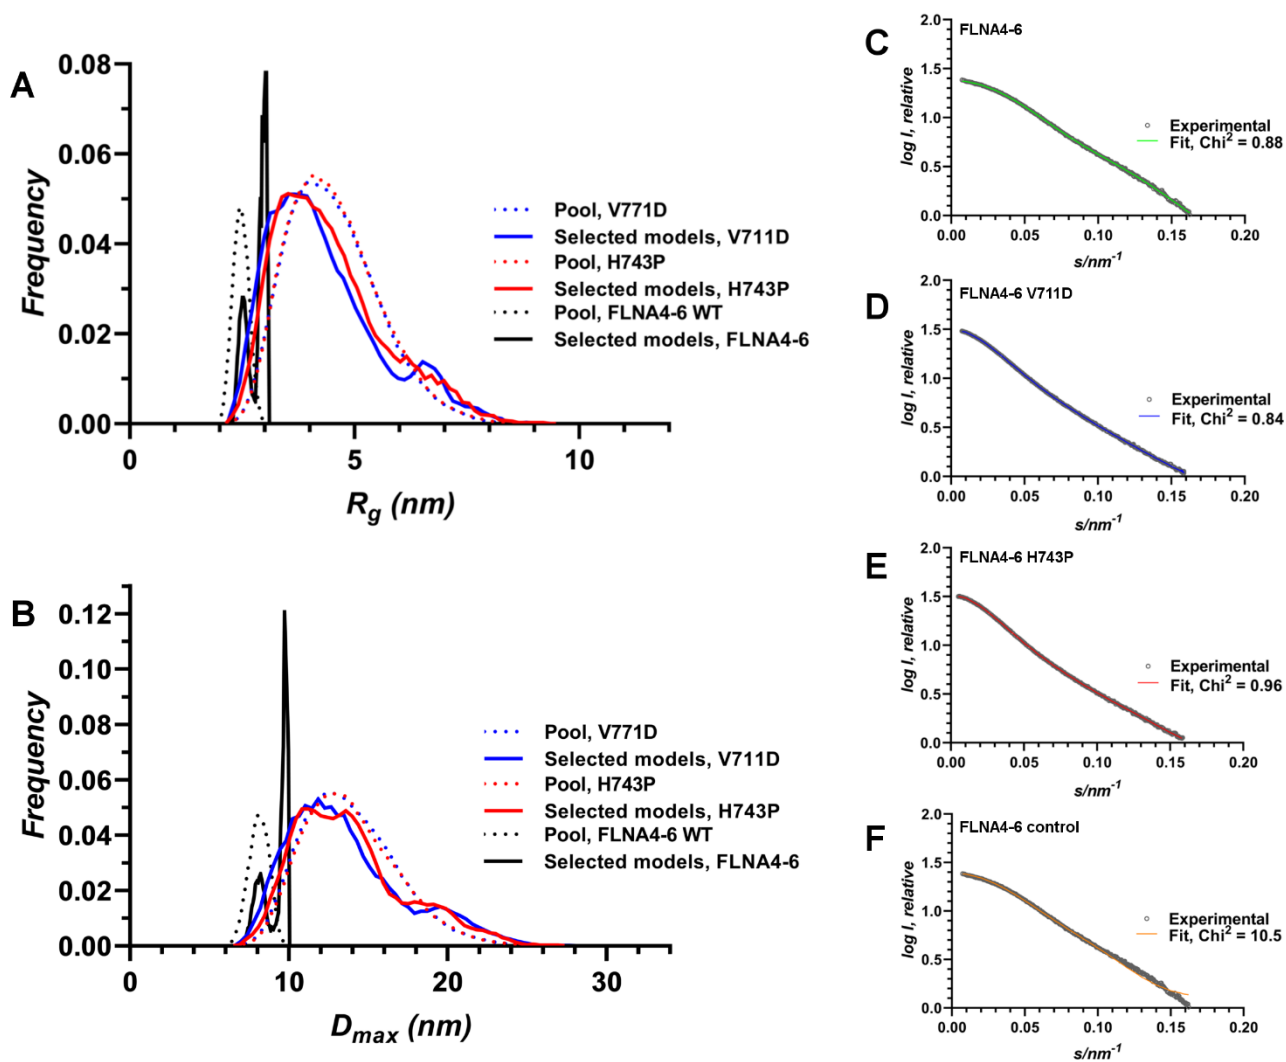 A
0.08
0.06
0.04
0.02
0.00
Frequency
0
5
10
Rg (nm)
Pool, V771D
Selected models, V711D
Pool, H743P
Selected models, H743P
Pool, FLNA4-6 WT
Selected models, FLNA4-6
B
0.12
0.10
0.08
0.06
0.04
0.02
0.00
Frequency
0
10
20
30
Dmax (nm)
Pool, V771D
Selected models, V711D
Pool, H743P
Selected models, H743P
Pool, FLNA4-6 WT
Selected models, FLNA4-6
C
FLNA4-6
2.0
1.5
1.0
0.5
0.0
log I, relative
0.00
0.05
0.10
0.15
0.20
s/nm-1
Experimental
Fit, Chi2 = 0.88
D
FLNA4-6 V711D
2.0
1.5
1.0
0.5
0.0
log I, relative
0.00
0.05
0.10
0.15
0.20
s/nm-1
Experimental
Fit, Chi2 = 0.84
E
FLNA4-6 H743P
2.0
1.5
1.0
0.5
0.0
log I, relative
0.00
0.05
0.10
0.15
0.20
s/nm-1
Experimental
Fit, Chi2 = 0.96
F
FLNA4-6 control
2.0
1.5
1.0
0.5
0.0
log I, relative
0.00
0.05
0.10
0.15
0.20
s/nm-1
Experimental
Fit, Chi2 = 10.5